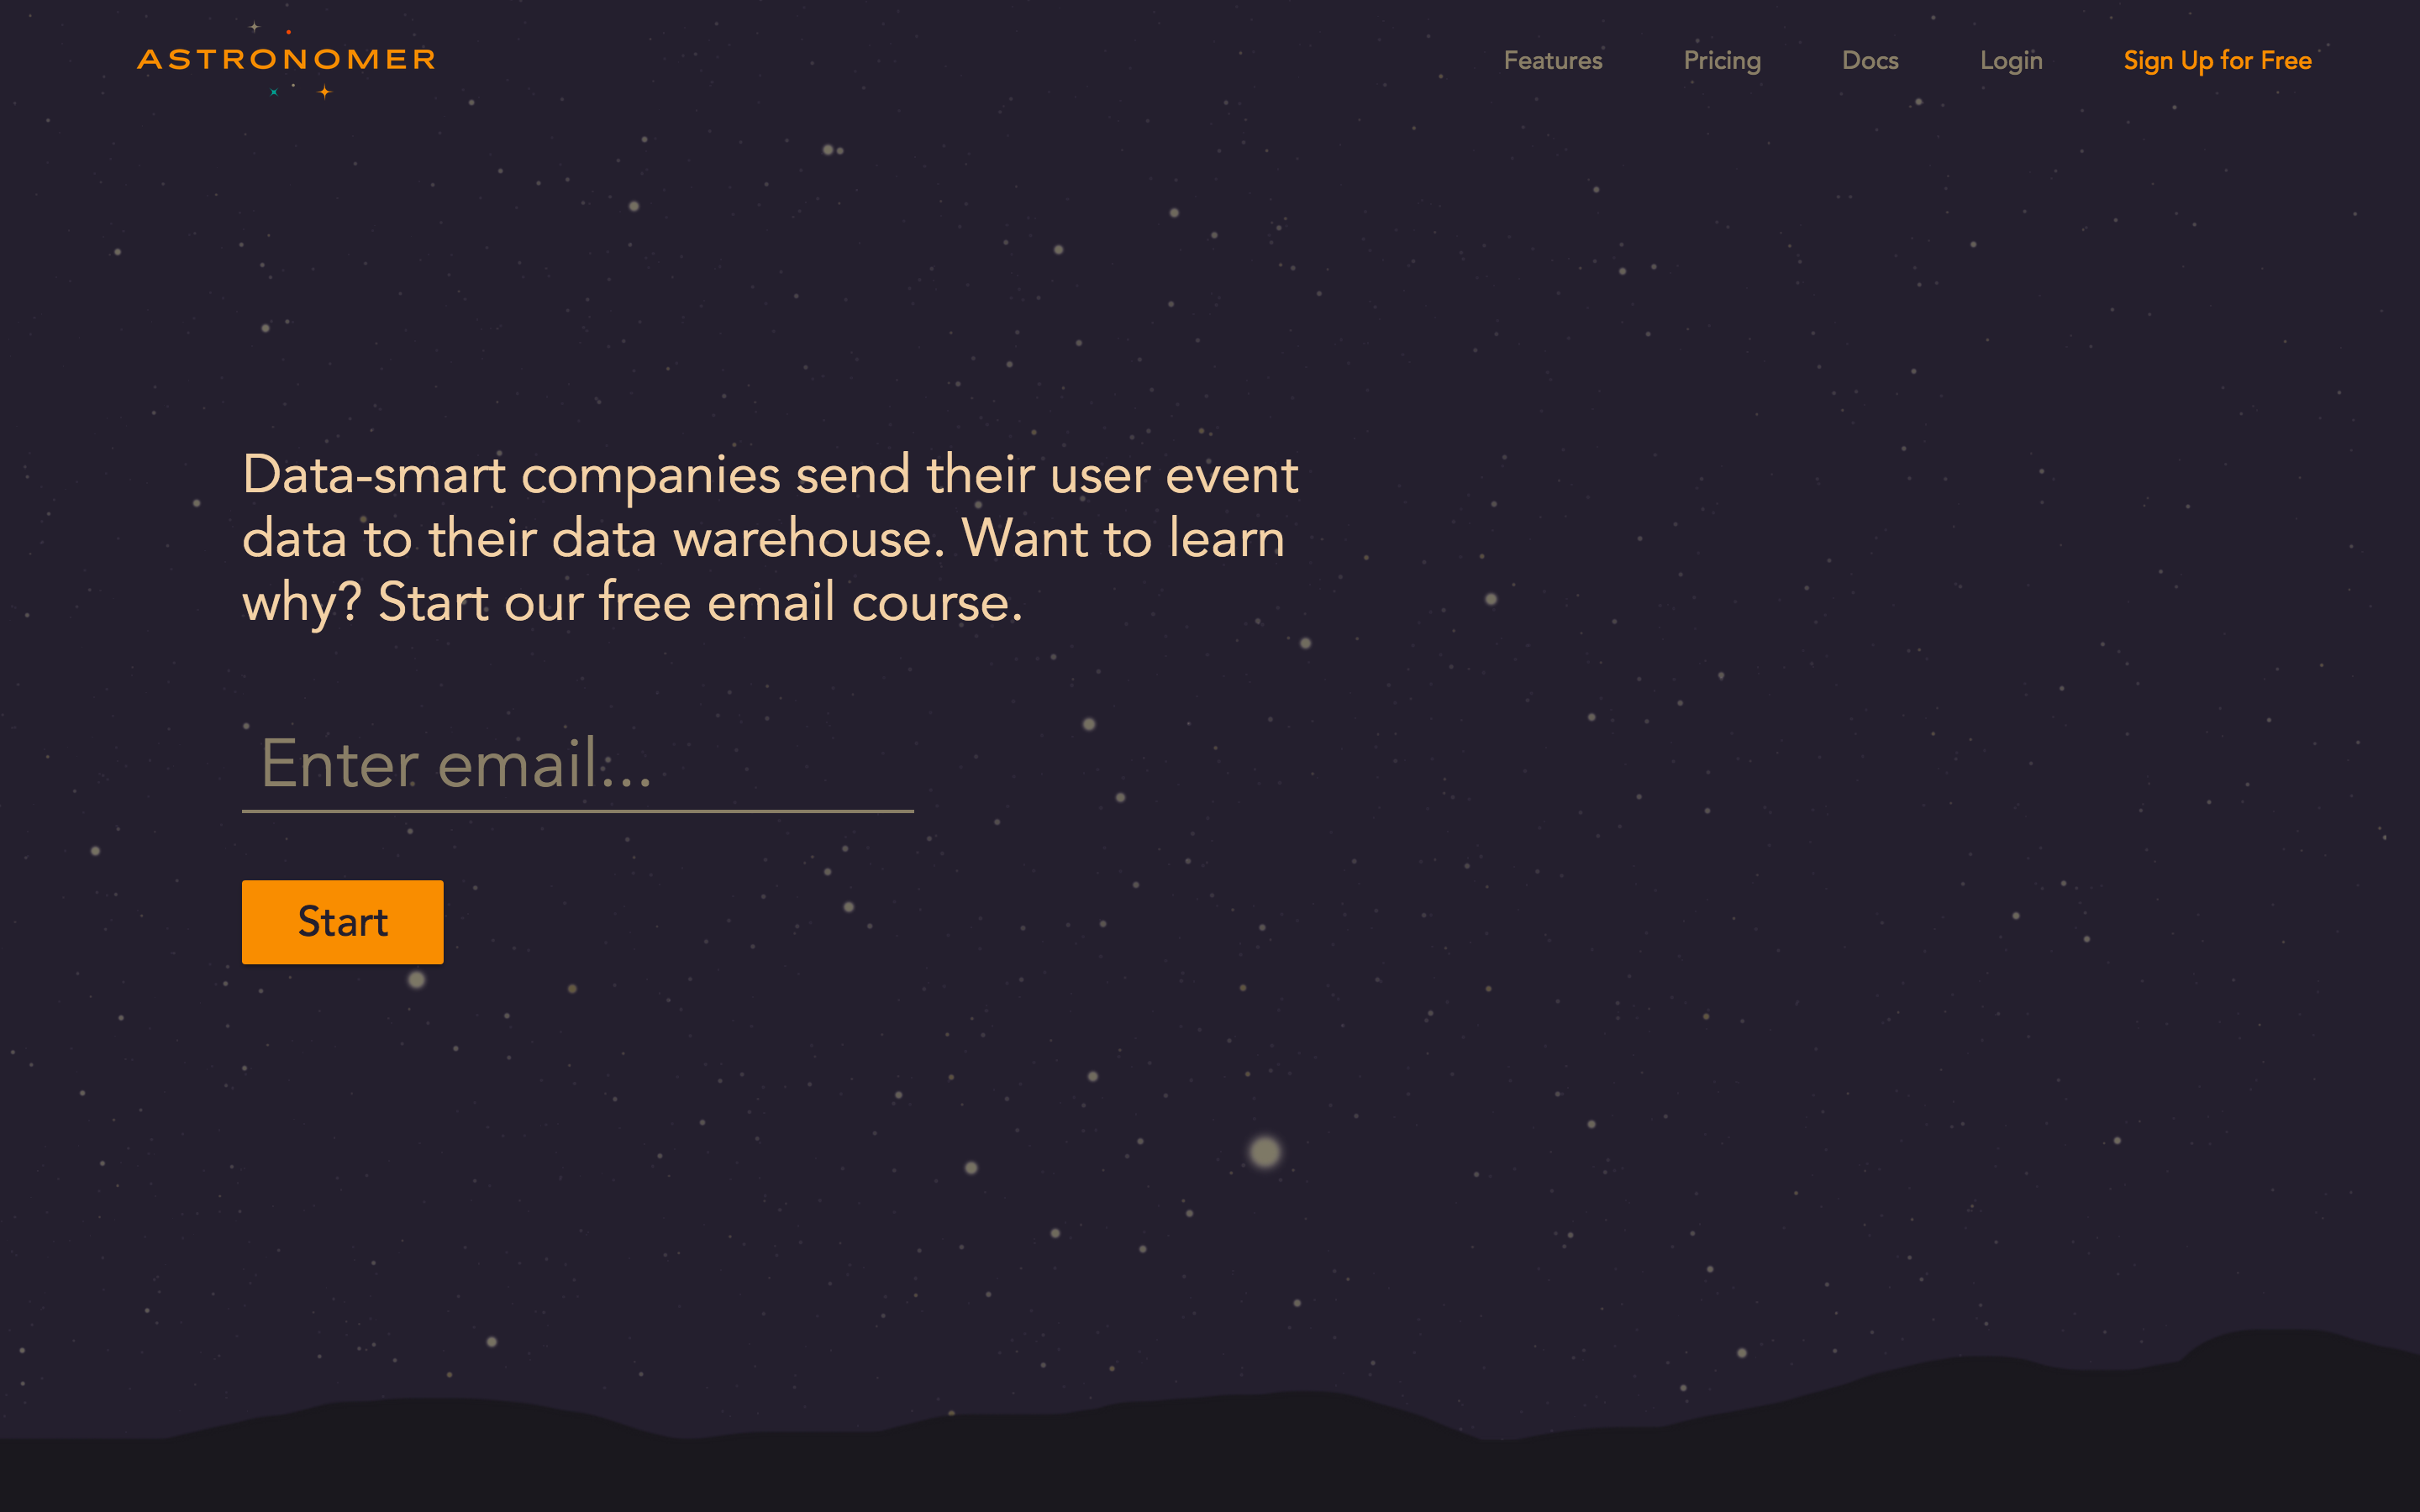 ASTRONOMER
Features
Pricing
Docs
Login
Sign Up for Free
Data-smart companies send their user event
data to their data warehouse. Want to learn
why? Start our free email course.
Enter email...
Start